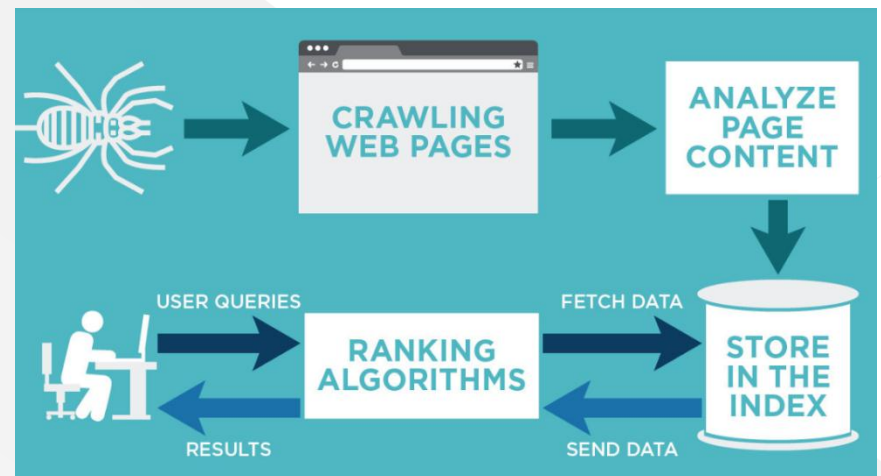 CRAWLING
WEB PAGES
ANALYZE
PAGE
CONTENT
USER QUERIES
FETCH DATA
RANKING
ALGORITHMS
STORE
IN THE
INDEX
RESULTS
SEND DATA